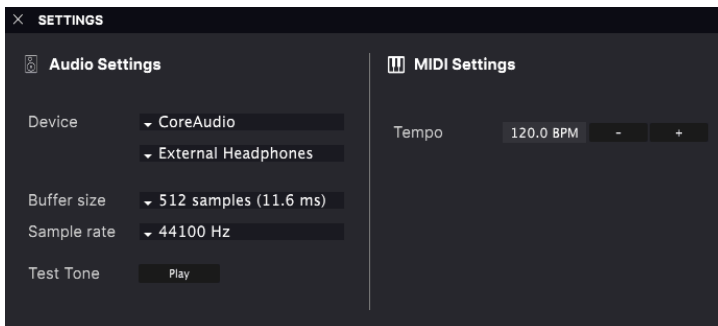 × SETTINGS
Audio Settings
Device
CoreAudio
External Headphones
Buffer size
512 samples (11.6 ms)
Sample rate
44100 Hz
Test Tone
Play
MIDI Settings
Tempo
120.0 BPM
-
+